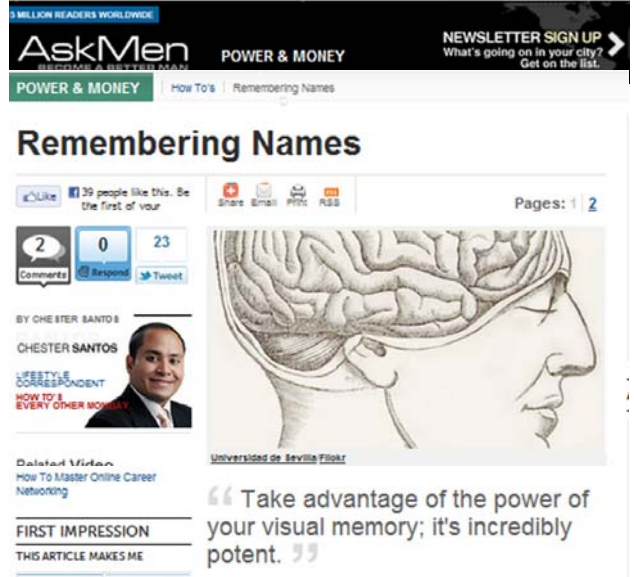 5 MILLION READERS WORLDWIDE
AskMen
BECOME A BETTER MAN
POWER & MONEY
NEWSLETTER SIGN UP
What's going on in your city?
Get on the list.
POWER & MONEY
How To's
Remembering Names
Remembering Names
Like
39 people like this. Be
the first of your
Share Email Print RSS
Pages: 1 2
2
Comments
0
Respond
23
Tweet
BY CHESTER SANTOS
CHESTER SANTOS
LIFESTYLE
CORRESPONDENT
HOW TO'S
EVERY OTHER MONDAY
Universidad de Sevilla/Flickr
Related Video
How To Master Online Career
Networking
“ Take advantage of the power of
your visual memory; it's incredibly
potent. ”
FIRST IMPRESSION
THIS ARTICLE MAKES ME